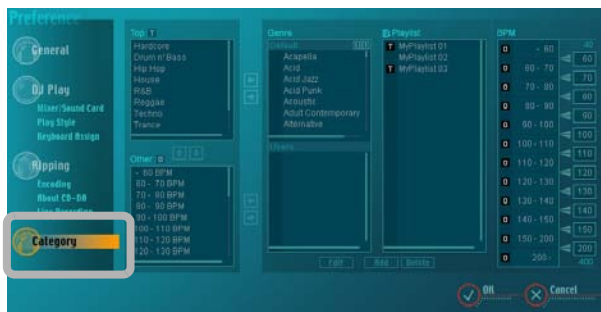 Preference
General
DJ Play
Mixer/Sound Card
Play Style
Keyboard Assign
Ripping
Encoding
About CD-DA
Line Recording
Category
Top: T
Hardcore
Drum n' Bass
Hip Hop
House
R&B
Reggae
Techno
Trance
Other: O
- 60 BPM
60 - 70 BPM
70 - 80 BPM
80 - 90 BPM
90 - 100 BPM
100 - 110 BPM
110 - 120 BPM
120 - 130 BPM
Genre
Default
Acapella
Acid
Acid Jazz
Acid Punk
Acoustic
Adult Contemporary
Alternative
Users
Edit
Playlist
T MyPlaylist 01
MyPlaylist 02
T MyPlaylist 03
Add Delete
BPM
O - 60
O 60 - 70
O 70 - 80
O 80 - 90
O 90 - 100
O 100 - 110
O 110 - 120
O 120 - 130
O 130 - 140
O 140 - 150
O 150 - 200
O 200 -
40
60
70
80
90
100
110
120
130
140
150
200
400
OK
Cancel